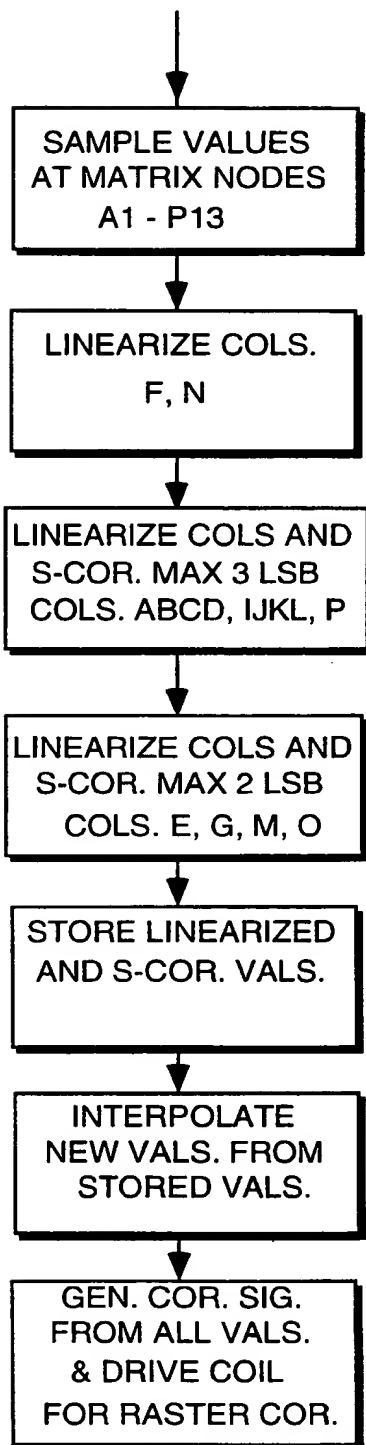 SAMPLE VALUES
AT MATRIX NODES
A1 - P13
LINEARIZE COLS.
F, N
LINEARIZE COLS AND
S-COR. MAX 3 LSB
COLS. ABCD, IJKL, P
LINEARIZE COLS AND
S-COR. MAX 2 LSB
COLS. E, G, M, O
STORE LINEARIZED
AND S-COR. VALS.
INTERPOLATE
NEW VALS. FROM
STORED VALS.
GEN. COR. SIG.
FROM ALL VALS.
& DRIVE COIL
FOR RASTER COR.